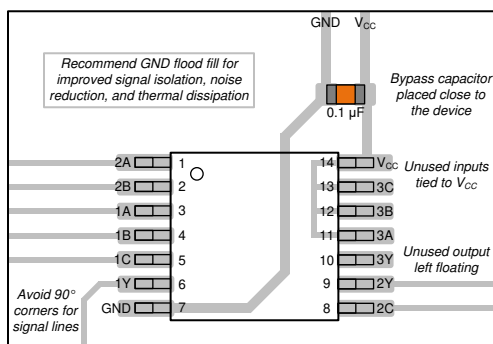 GND VCC
Recommend GND flood fill for
improved signal isolation, noise
reduction, and thermal dissipation
Bypass capacitor
placed close to
the device
0.1 µF
2A 1 14 VCC
2B 2 13 3C
1A 3 12 3B
1B 4 11 3A
1C 5 10 3Y
1Y 6 9 2Y
GND 7 8 2C
Unused inputs
tied to VCC
Unused output
left floating
Avoid 90°
corners for
signal lines